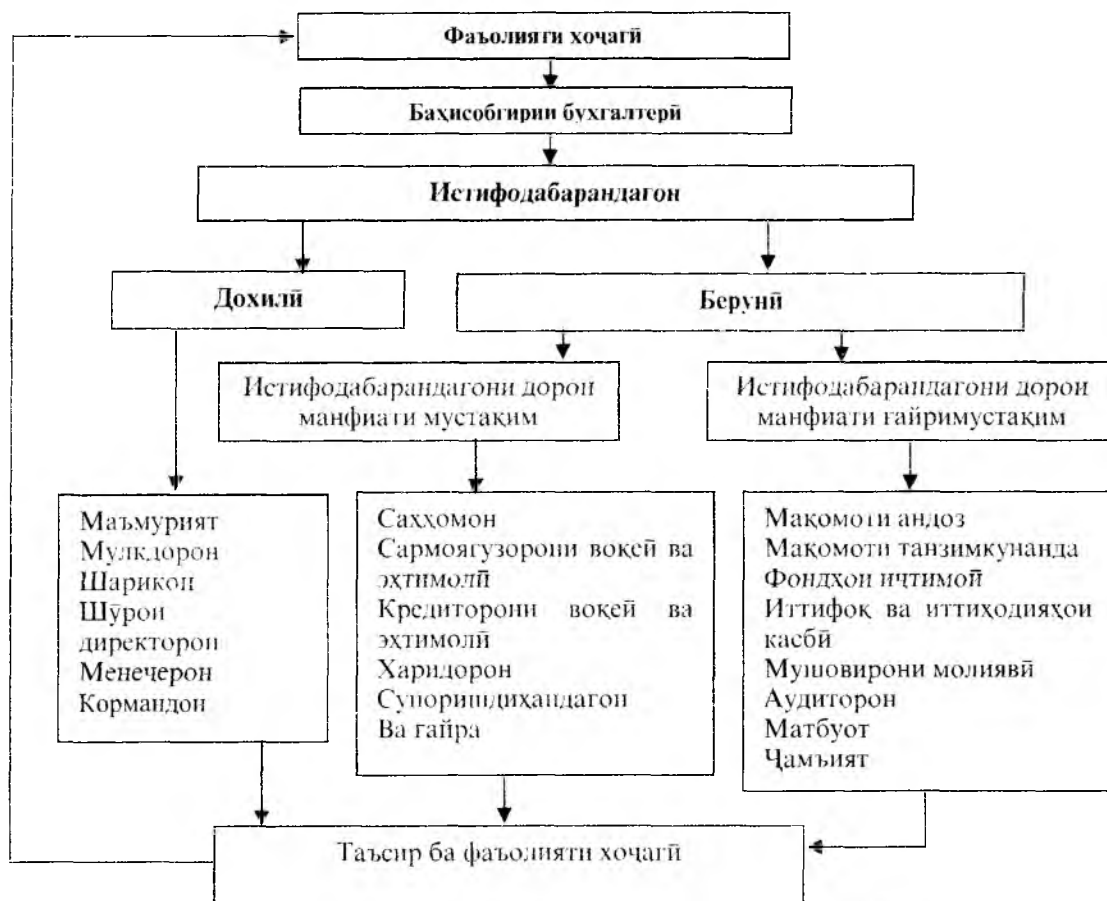 Фаъолияти хоҷагӣ
Баҳисобгирии бухгалтерӣ
Истифодабарандагон
Дохилӣ
Берунӣ
Истифодабарандагони дорои
манфиати мустақим
Истифодабарандагони дорои
манфиати ғайримустақим
Маъмурият
Мулкдорон
Шарикон
Шӯрои
директорон
Менечерон
Кормандон
Саҳҳомон
Сармоягузорони воқеӣ ва
эҳтимолӣ
Кредиторони воқеӣ ва
эҳтимолӣ
Харидорон
Супоришдиҳандагон
Ва ғайра
Мақомоти андоз
Мақомоти танзимкунанда
Фондҳои иҷтимоӣ
Иттифоқ ва иттиҳодияҳои
касбӣ
Мушовирони молиявӣ
Аудиторон
Матбуот
Ҷамъият
Таъсир ба фаъолияти хоҷагӣ